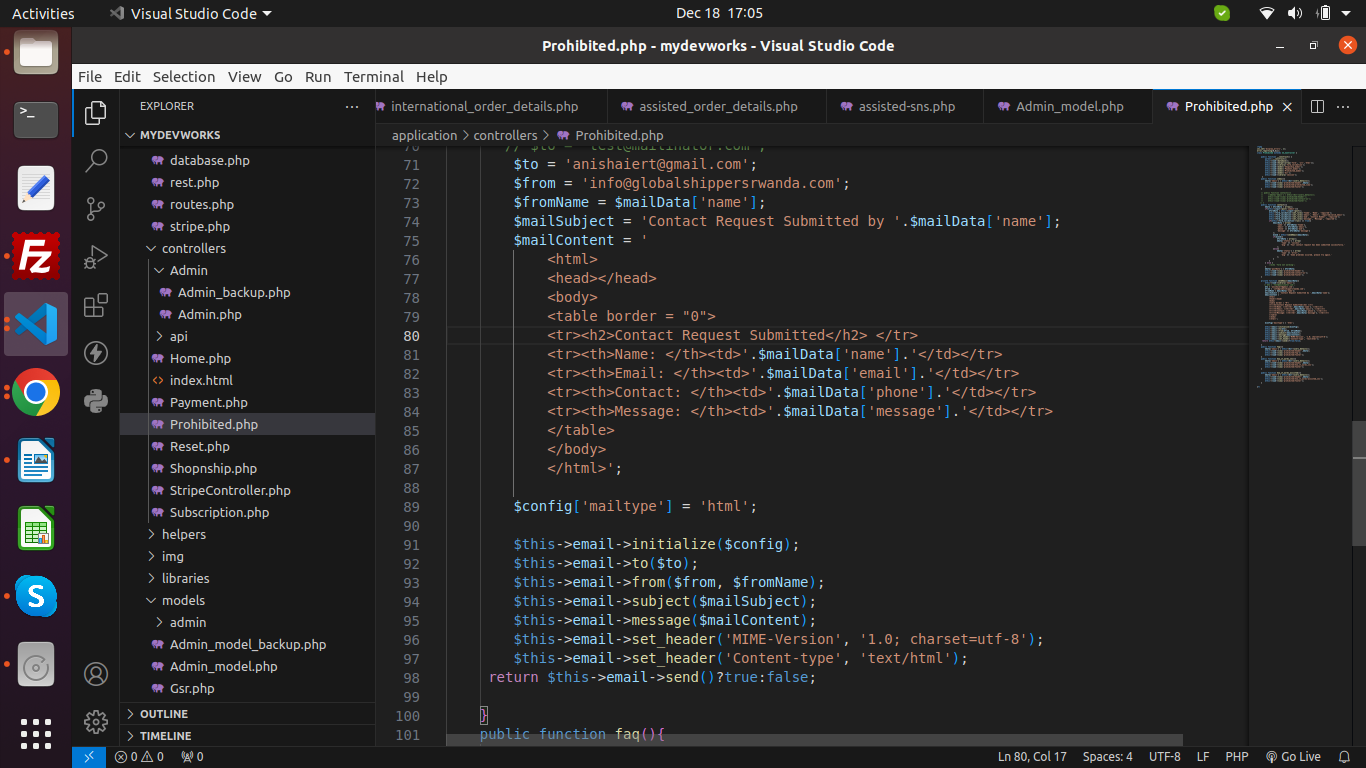 Activities
Visual Studio Code
Dec 18 17:05
Prohibited.php - mydevworks - Visual Studio Code
File Edit Selection View Go Run Terminal Help
EXPLORER
international_order_details.php
assisted_order_details.php
assisted-sns.php
Admin_model.php
Prohibited.php
MYDEVWORKS
application > controllers > Prohibited.php
database.php
rest.php
routes.php
stripe.php
controllers
Admin
Admin_backup.php
Admin.php
api
Home.php
index.html
Payment.php
Prohibited.php
Reset.php
Shopnship.php
StripeController.php
Subscription.php
helpers
img
libraries
models
admin
Admin_model_backup.php
Admin_model.php
Gsr.php
OUTLINE
TIMELINE
70 // $to = 'test@mailinator.com';
71 $to = 'anishaiert@gmail.com';
72 $from = 'info@globalshippersrwanda.com';
73 $fromName = $mailData['name'];
74 $mailSubject = 'Contact Request Submitted by '.$mailData['name'];
75 $mailContent = '
76 <html>
77 <head></head>
78 <body>
79 <table border = "0">
80 <tr><h2>Contact Request Submitted</h2> </tr>
81 <tr><th>Name: </th><td>'.$mailData['name'].'</td></tr>
82 <tr><th>Email: </th><td>'.$mailData['email'].'</td></tr>
83 <tr><th>Contact: </th><td>'.$mailData['phone'].'</td></tr>
84 <tr><th>Message: </th><td>'.$mailData['message'].'</td></tr>
85 </table>
86 </body>
87 </html>';
88
89 $config['mailtype'] = 'html';
90
91 $this->email->initialize($config);
92 $this->email->to($to);
93 $this->email->from($from, $fromName);
94 $this->email->subject($mailSubject);
95 $this->email->message($mailContent);
96 $this->email->set_header('MIME-Version', '1.0; charset=utf-8');
97 $this->email->set_header('Content-type', 'text/html');
98 return $this->email->send()?true:false;
99
100 }
101 public function faq(){
0 0 0
Ln 80, Col 17 Spaces: 4 UTF-8 LF PHP Go Live